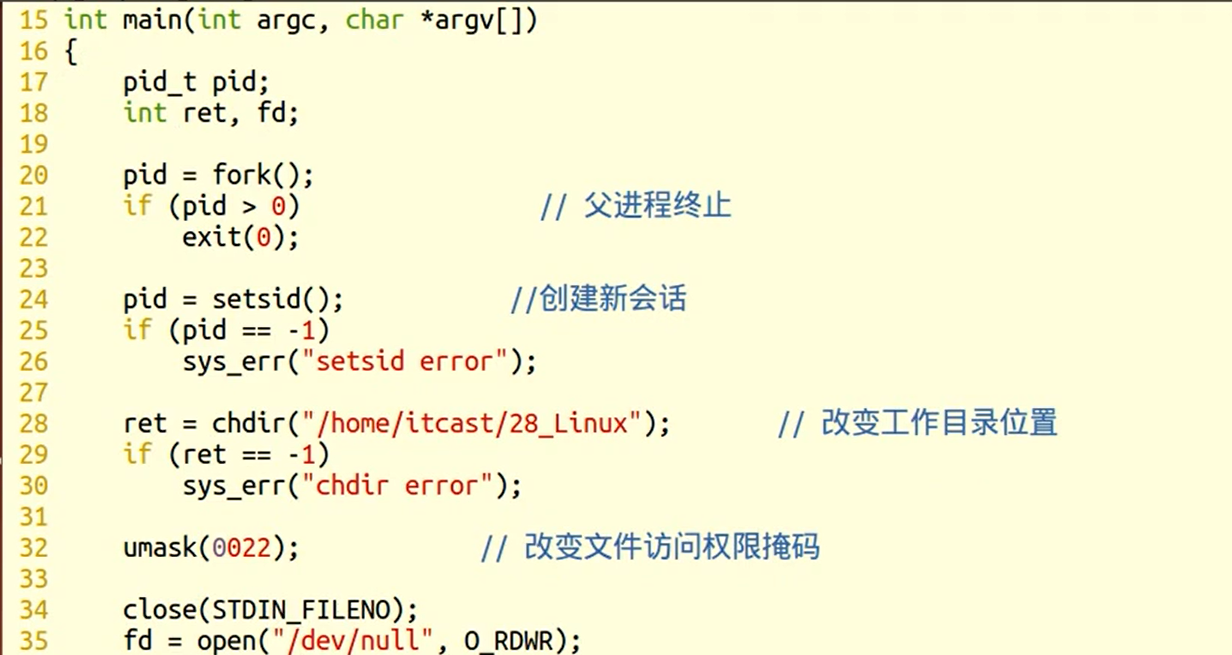 15 int main(int argc, char *argv[])
16 {
17     pid_t pid;
18     int ret, fd;
19
20     pid = fork();
21     if (pid > 0)                // 父进程终止
22         exit(0);
23
24     pid = setsid();           //创建新会话
25     if (pid == -1)
26         sys_err("setsid error");
27
28     ret = chdir("/home/itcast/28_Linux");       // 改变工作目录位置
29     if (ret == -1)
30         sys_err("chdir error");
31
32     umask(0022);            // 改变文件访问权限掩码
33
34     close(STDIN_FILENO);
35     fd = open("/dev/null", O_RDWR);